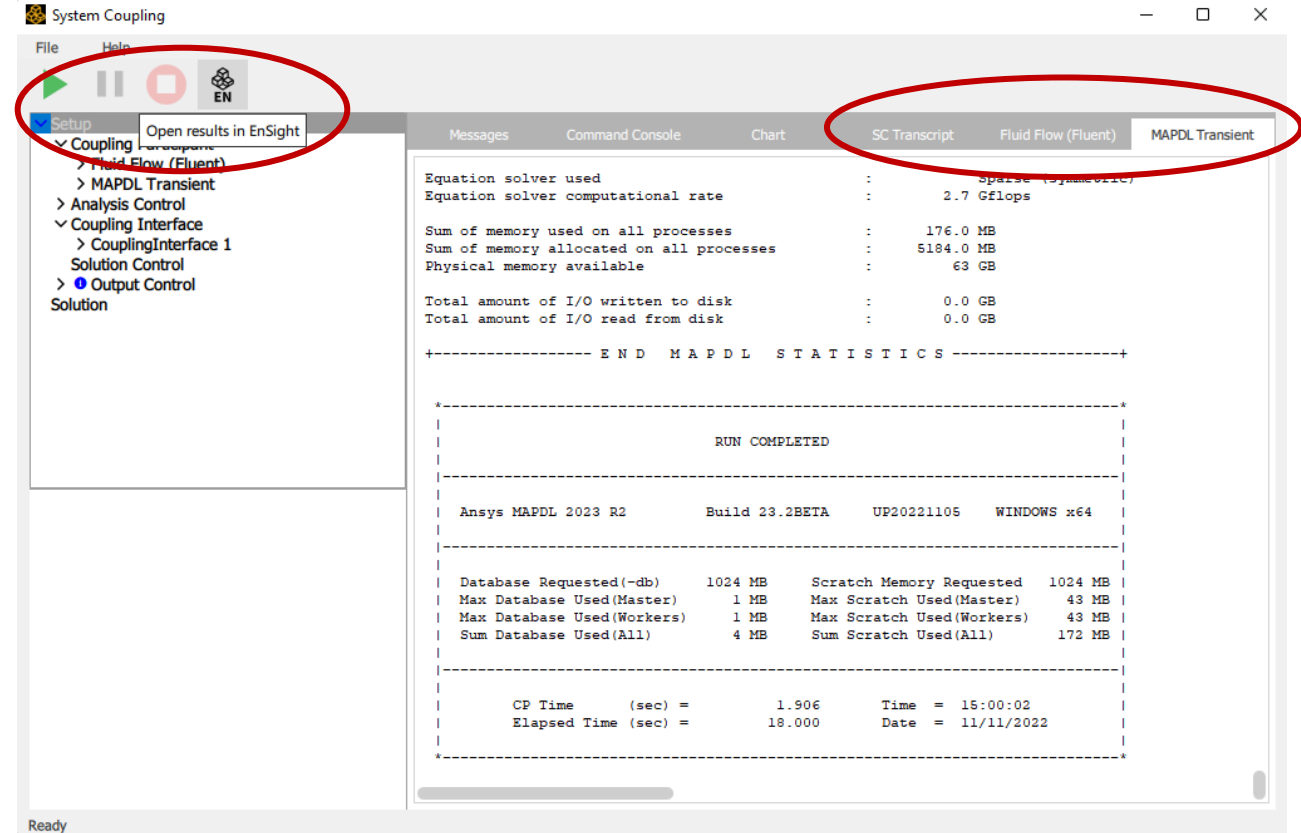 System Coupling
File Help
EN
Open results in EnSight
Setup
Coupling Participant
Fluid Flow (Fluent)
MAPDL Transient
Analysis Control
Coupling Interface
CouplingInterface 1
Solution Control
Output Control
Solution
Messages Command Console Chart SC Transcript Fluid Flow (Fluent) MAPDL Transient
Equation solver used : Sparse (symmetric)
Equation solver computational rate : 2.7 Gflops
Sum of memory used on all processes : 176.0 MB
Sum of memory allocated on all processes : 5184.0 MB
Physical memory available : 63 GB
Total amount of I/O written to disk : 0.0 GB
Total amount of I/O read from disk : 0.0 GB
+------------------ E N D M A P D L S T A T I S T I C S -------------------+
*---------------------------------------------------------------------------*
| RUN COMPLETED |
|---------------------------------------------------------------------------|
| Ansys MAPDL 2023 R2 Build 23.2BETA UP20221105 WINDOWS x64 |
|---------------------------------------------------------------------------|
| Database Requested(-db) 1024 MB Scratch Memory Requested 1024 MB |
| Max Database Used(Master) 1 MB Max Scratch Used(Master) 43 MB |
| Max Database Used(Workers) 1 MB Max Scratch Used(Workers) 43 MB |
| Sum Database Used(All) 4 MB Sum Scratch Used(All) 172 MB |
|---------------------------------------------------------------------------|
| CP Time (sec) = 1.906 Time = 15:00:02 |
| Elapsed Time (sec) = 18.000 Date = 11/11/2022 |
*---------------------------------------------------------------------------*
Ready